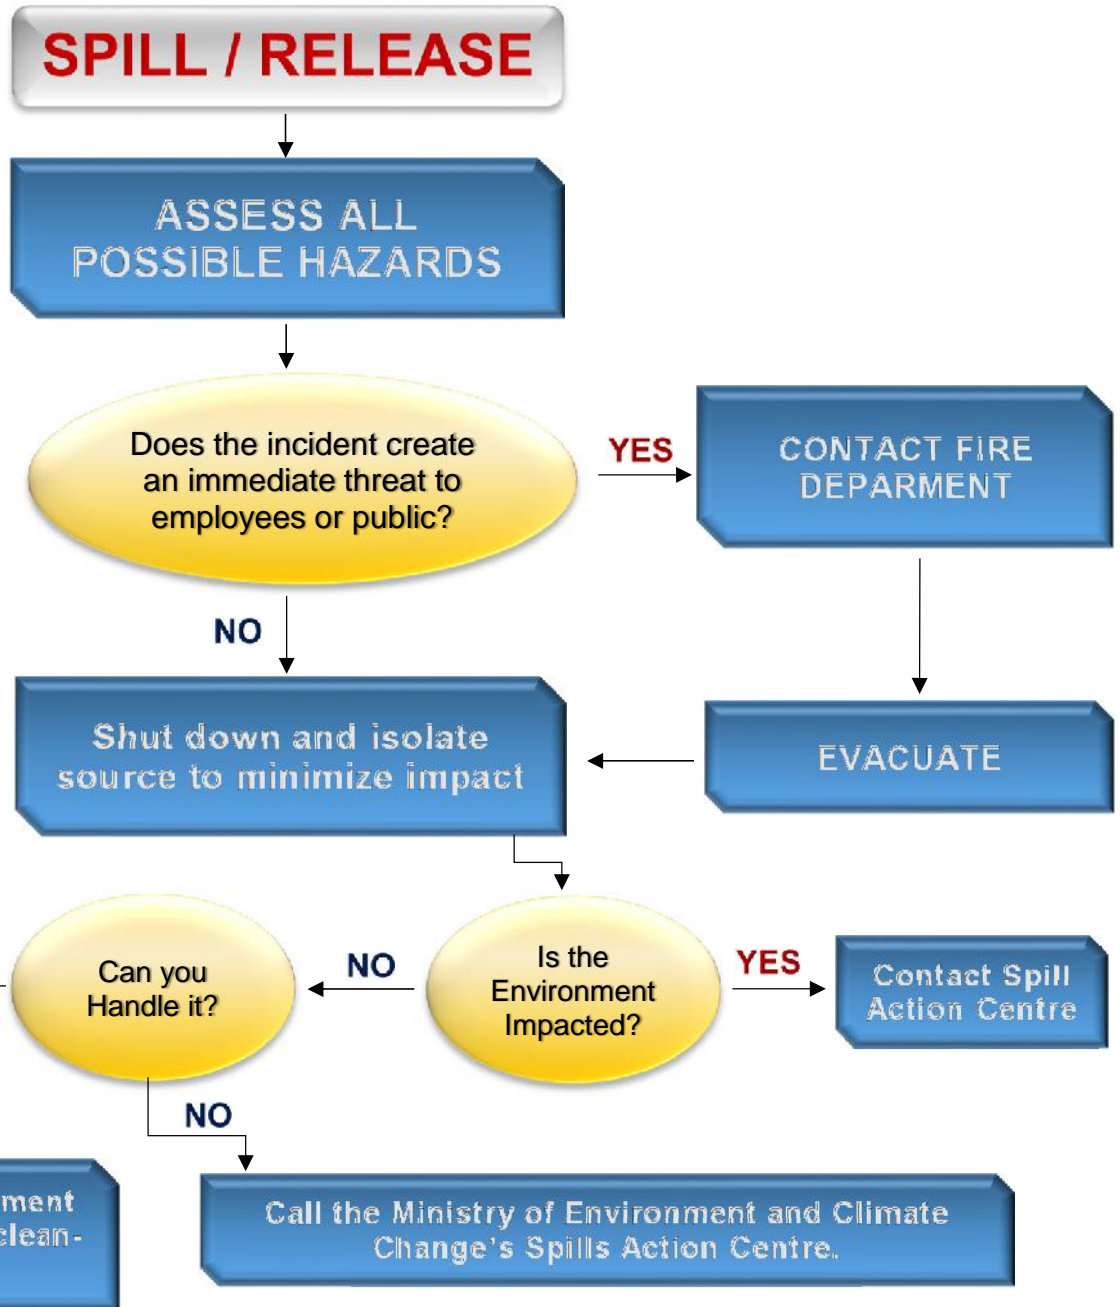 SPILL / RELEASE
ASSESS ALL
POSSIBLE HAZARDS
Does the incident create
an immediate threat to
employees or public?
YES
CONTACT FIRE
DEPARMENT
NO
Shut down and isolate
source to minimize impact
EVACUATE
Can you
Handle it?
NO
Is the
Environment
Impacted?
YES
Contact Spill
Action Centre
NO
ment
clean-
Call the Ministry of Environment and Climate
Change's Spills Action Centre.